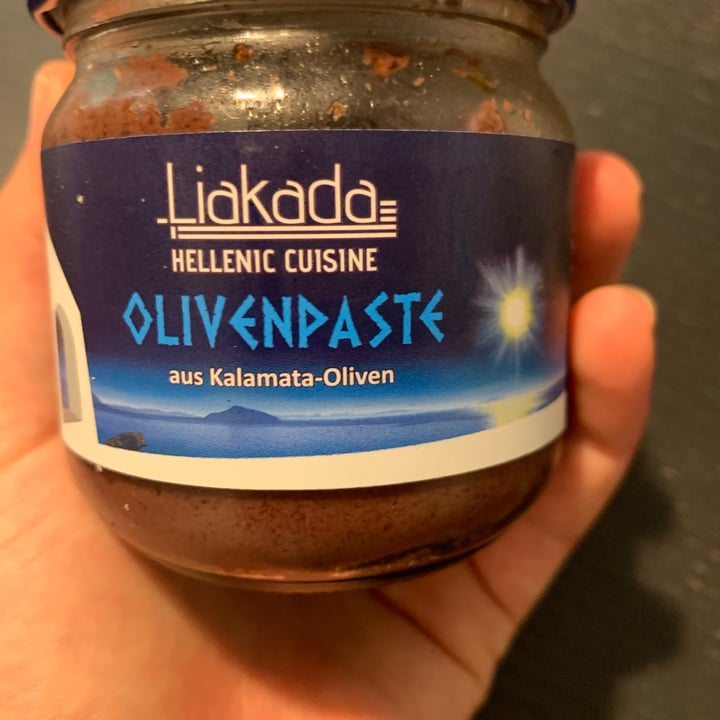 Liakada
HELLENIC CUISINE
OLIVENPASTE
aus Kalamata-Oliven